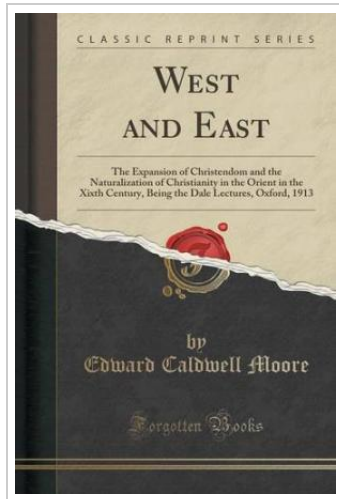 CLASSIC REPRINT SERIES
WEST
AND EAST
The Expansion of Christendom and the
Naturalization of Christianity in the Orient in the
Xixth Century, Being the Dale Lectures, Oxford, 1913
by
Edward Caldwell Moore
Forgotten Books